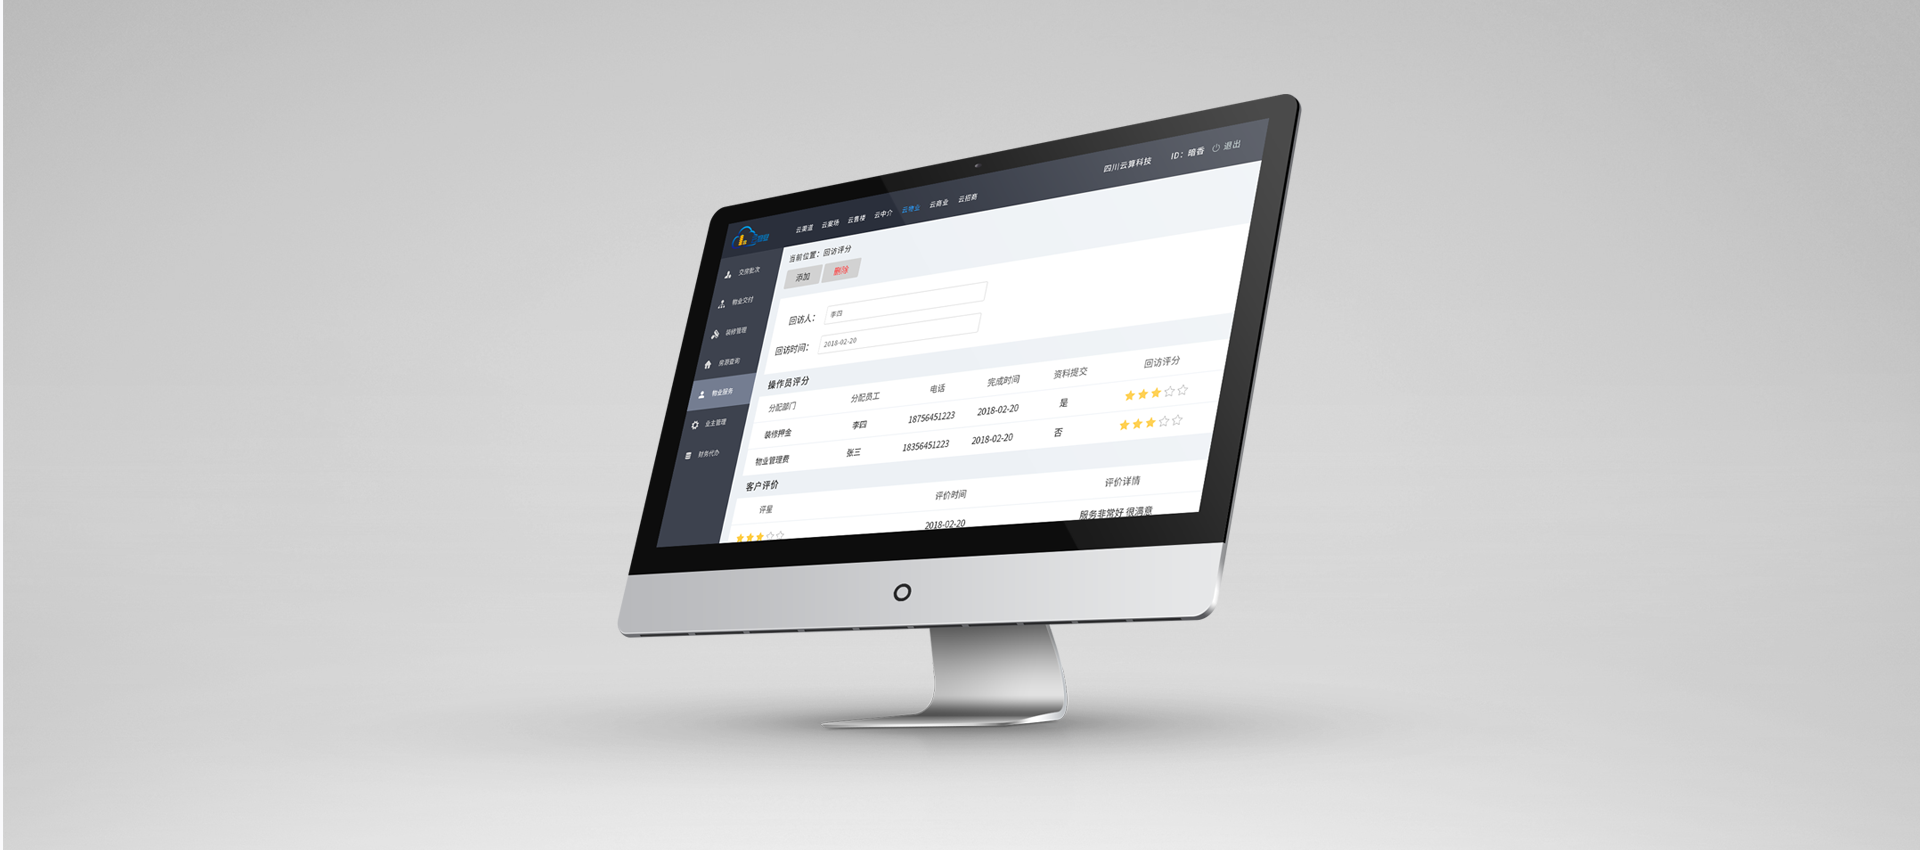 四川云算科技 ID：暗香 退出
云渠道 云案场 云售楼 云中介 云物业 云商业 云招商
当前位置：回访评分
添加 删除
交房批次
物业交付
装修管理
房源查询
物业服务
业主管理
财务代办
回访人： 李四
回访时间： 2018-02-20
操作员评分
分配部门 分配员工 电话 完成时间 资料提交 回访评分
装修押金 李四 18756451223 2018-02-20 是
物业管理费 张三 18356451223 2018-02-20 否
客户评价
评星 评价时间 评价详情
2018-02-20 服务非常好 很满意